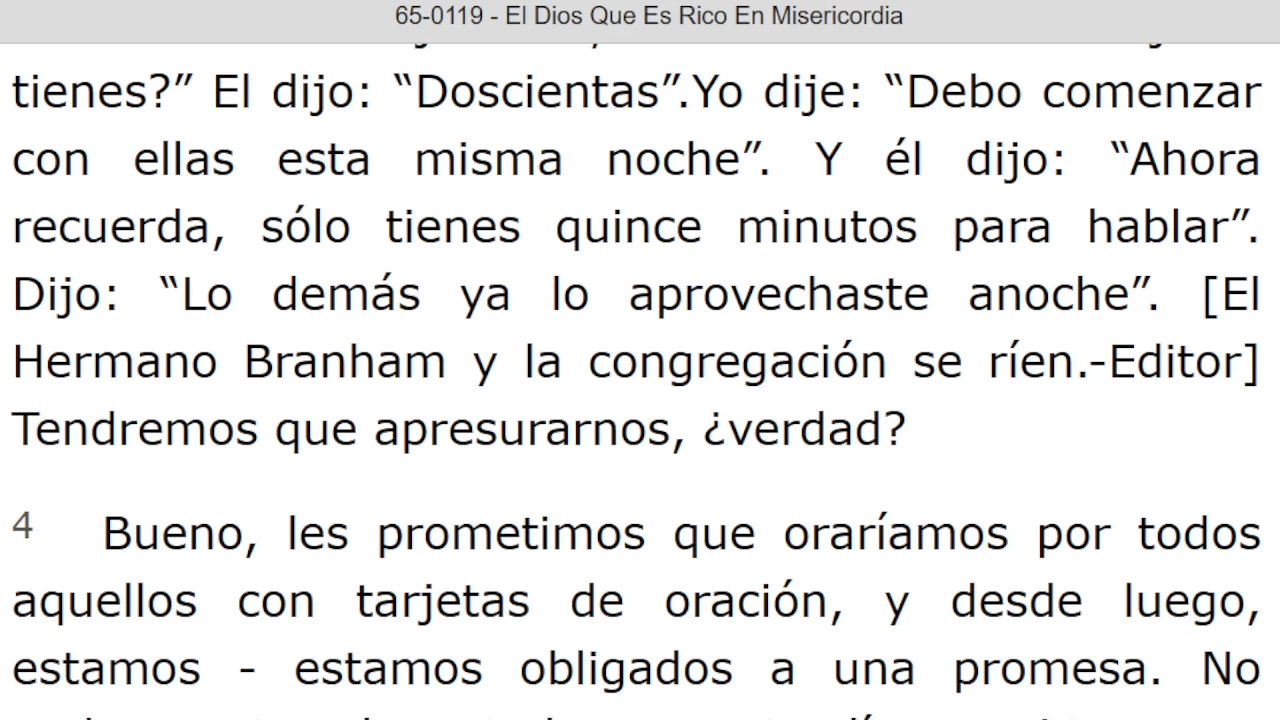 65-0119 - El Dios Que Es Rico En Misericordia
tienes?” El dijo: “Doscientas”.Yo dije: “Debo comenzar
con ellas esta misma noche”. Y él dijo: “Ahora
recuerda, sólo tienes quince minutos para hablar”.
Dijo: “Lo demás ya lo aprovechaste anoche”. [El
Hermano Branham y la congregación se ríen.-Editor]
Tendremos que apresurarnos, ¿verdad?
4 Bueno, les prometimos que oraríamos por todos
aquellos con tarjetas de oración, y desde luego,
estamos - estamos obligados a una promesa. No